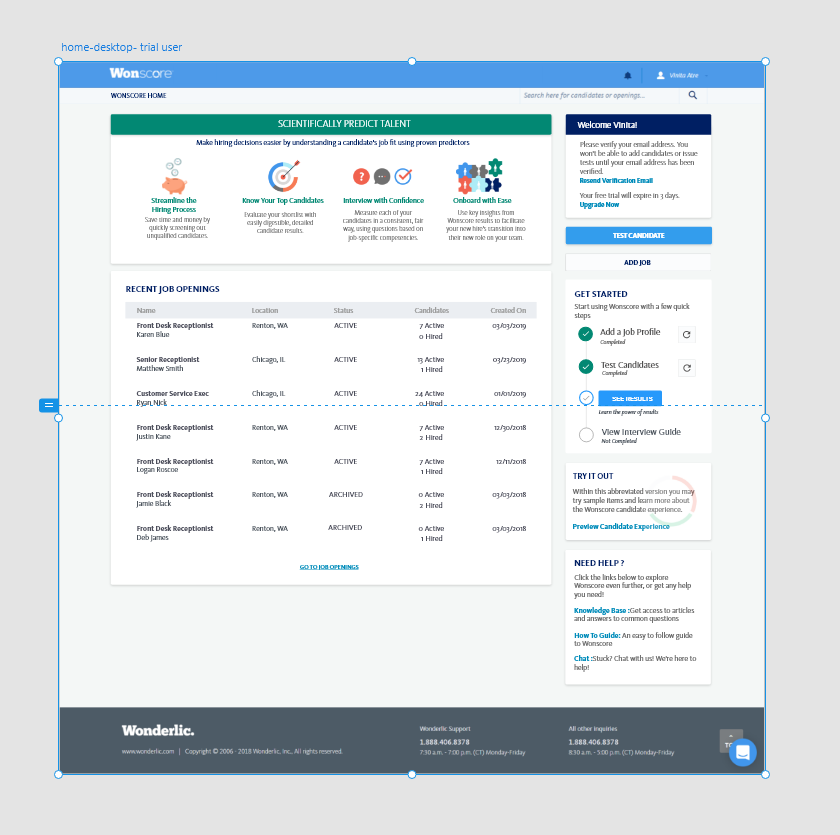 home-desktop- trial user
Wonscore
Vinita Atre
WONSCORE HOME
Search here for candidates or openings...
SCIENTIFICALLY PREDICT TALENT
Make hiring decisions easier by understanding a candidate's job fit using proven predictors
Streamline the
Hiring Process
Save time and money by
quickly screening out
unqualified candidates.
Know Your Top Candidates
Evaluate your shortlist with
easily digestible, detailed
candidate results.
Interview with Confidence
Measure each of your
candidates in a consistent, fair
way, using questions based on
job-specific competencies.
Onboard with Ease
Use key insights from
Wonscore results to facilitate
your new hire's transition into
their new role on your team.
RECENT JOB OPENINGS
Name Location Status Candidates Created On
Front Desk Receptionist Renton, WA ACTIVE 7 Active 03/03/2019
Karen Blue 0 Hired
Senior Receptionist Chicago, IL ACTIVE 13 Active 03/23/2019
Matthew Smith 1 Hired
Customer Service Exec Chicago, IL ACTIVE 24 Active 01/01/2019
Ryan Nick 0 Hired
Front Desk Receptionist Renton, WA ACTIVE 7 Active 12/30/2018
Justin Kane 2 Hired
Front Desk Receptionist Renton, WA ACTIVE 7 Active 12/11/2018
Logan Roscoe 1 Hired
Front Desk Receptionist Renton, WA ARCHIVED 0 Active 03/03/2018
Jamie Black 2 Hired
Front Desk Receptionist Renton, WA ARCHIVED 0 Active 03/03/2018
Deb James 1 Hired
GO TO JOB OPENINGS
Welcome Vinita!
Please verify your email address. You
won't be able to add candidates or issue
tests until your email address has been
verified.
Resend Verification Email
Your free trial will expire in 3 days.
Upgrade Now
TEST CANDIDATE
ADD JOB
GET STARTED
Start using Wonscore with a few quick
steps
Add a Job Profile
Completed
Test Candidates
Completed
SEE RESULTS
Learn the power of results
View Interview Guide
Not Completed
TRY IT OUT
Within this abbreviated version you may
try sample items and learn more about
the Wonscore candidate experience.
Preview Candidate Experience
NEED HELP ?
Click the links below to explore
Wonscore even further, or get any help
you need!
Knowledge Base :Get access to articles
and answers to common questions
How To Guide: An easy to follow guide
to Wonscore
Chat :Stuck? Chat with us! We're here to
help!
Wonderlic.
www.wonderlic.com | Copyright © 2006 - 2018 Wonderlic, Inc., All rights reserved.
Wonderlic Support
1.888.406.8378
7:30 a.m. - 7:00 p.m. (CT) Monday-Friday
All other Inquiries
1.888.406.8378
8:30 a.m. - 5:00 p.m. (CT) Monday-Friday